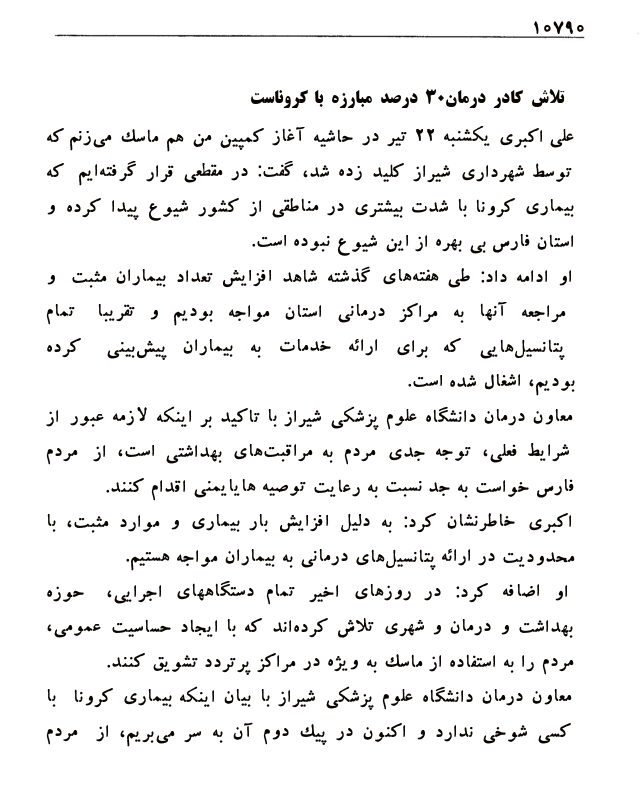 ۱۰۷۹۰
تلاش کادر درمان۳۰ درصد مبارزه با کروناست
علی اکبری یکشنبه ۲۲ تیر در حاشیه آغاز کمپین من هم ماسک می‌زنم که
توسط شهرداری شیراز کلید زده شد، گفت: در مقطعی قرار گرفته‌ایم که
بیماری کرونا با شدت بیشتری در مناطقی از کشور شیوع پیدا کرده و
استان فارس بی بهره از این شیوع نبوده است.
او ادامه داد: طی هفته‌های گذشته شاهد افزایش تعداد بیماران مثبت و
مراجعه آنها به مراکز درمانی استان مواجه بودیم و تقریبا تمام
پتانسیل‌هایی که برای ارائه خدمات به بیماران پیش‌بینی کرده
بودیم، اشغال شده است.
معاون درمان دانشگاه علوم پزشکی شیراز با تاکید بر اینکه لازمه عبور از
شرایط فعلی، توجه جدی مردم به مراقبت‌های بهداشتی است، از مردم
فارس خواست به جد نسبت به رعایت توصیه هایایمنی اقدام کنند.
اکبری خاطرنشان کرد: به دلیل افزایش بار بیماری و موارد مثبت، با
محدودیت در ارائه پتانسیل‌های درمانی به بیماران مواجه هستیم.
او اضافه کرد: در روزهای اخیر تمام دستگاههای اجرایی، حوزه
بهداشت و درمان و شهری تلاش کرده‌اند که با ایجاد حساسیت عمومی،
مردم را به استفاده از ماسک به ویژه در مراکز پرتردد تشویق کنند.
معاون درمان دانشگاه علوم پزشکی شیراز با بیان اینکه بیماری کرونا با
کسی شوخی ندارد و اکنون در پیک دوم آن به سر می‌بریم، از مردم